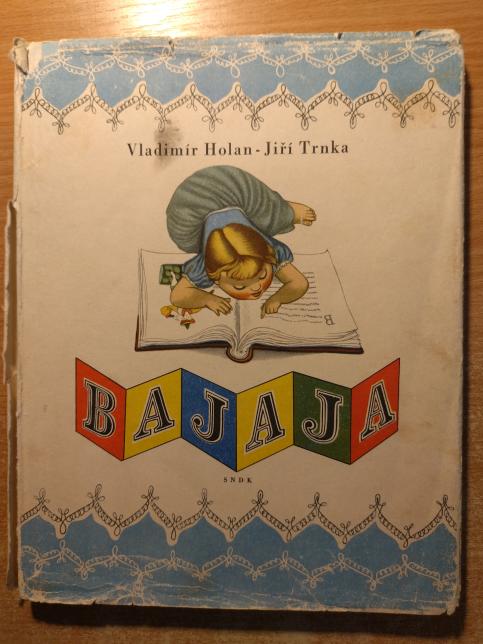 Vladimír Holan - Jiří Trnka
B
BAJAJA
SNDK